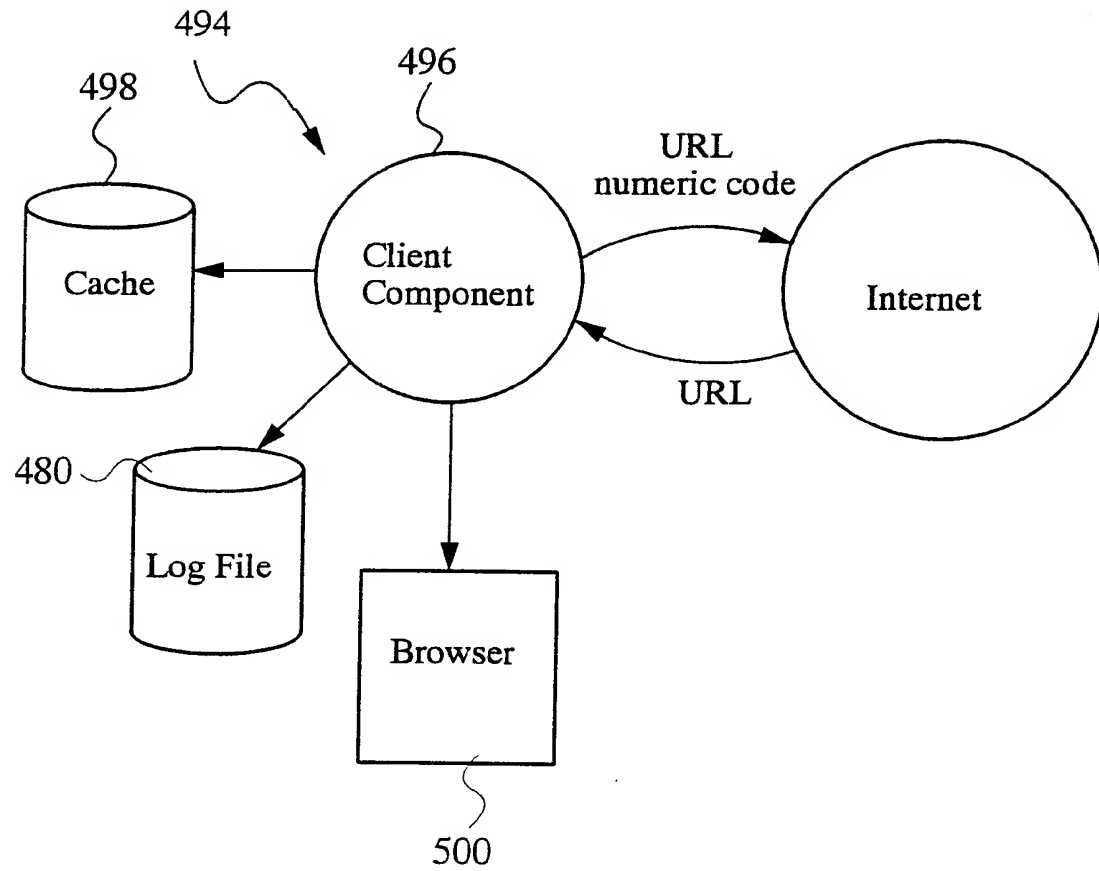 494
496
498
URL
numeric code
Client
Component
Cache
Internet
URL
480
Log File
Browser
500